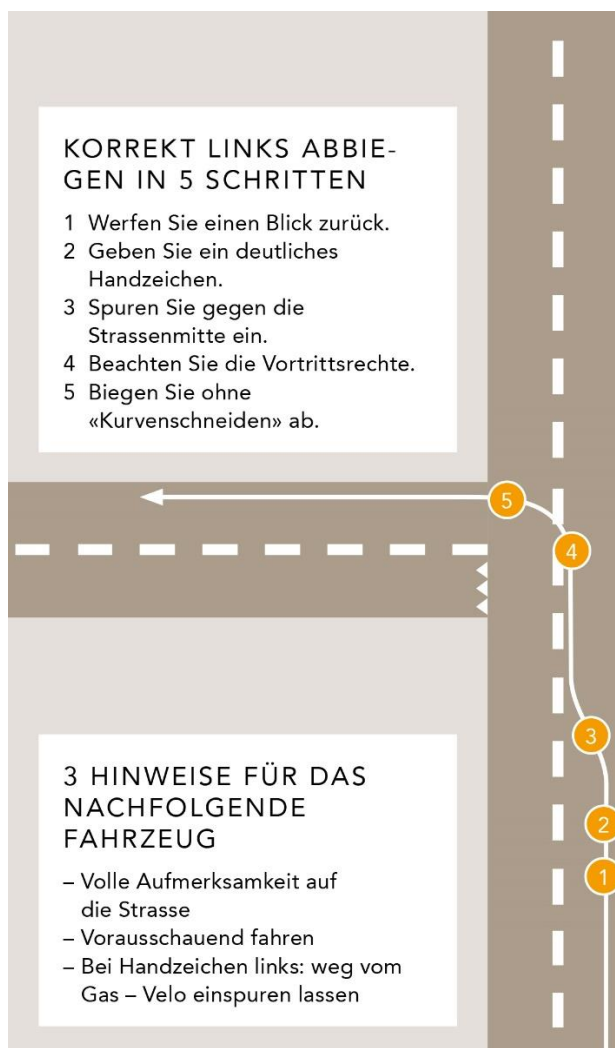 KORREKT LINKS ABBIE-
GEN IN 5 SCHRITTEN
1 Werfen Sie einen Blick zurück.
2 Geben Sie ein deutliches
Handzeichen.
3 Spuren Sie gegen die
Strassenmitte ein.
4 Beachten Sie die Vortrittsrechte.
5 Biegen Sie ohne
«Kurvenschneiden» ab.
5
4
3
2
1
3 HINWEISE FÜR DAS
NACHFOLGENDE
FAHRZEUG
– Volle Aufmerksamkeit auf
die Strasse
– Vorausschauend fahren
– Bei Handzeichen links: weg vom
Gas – Velo einspuren lassen